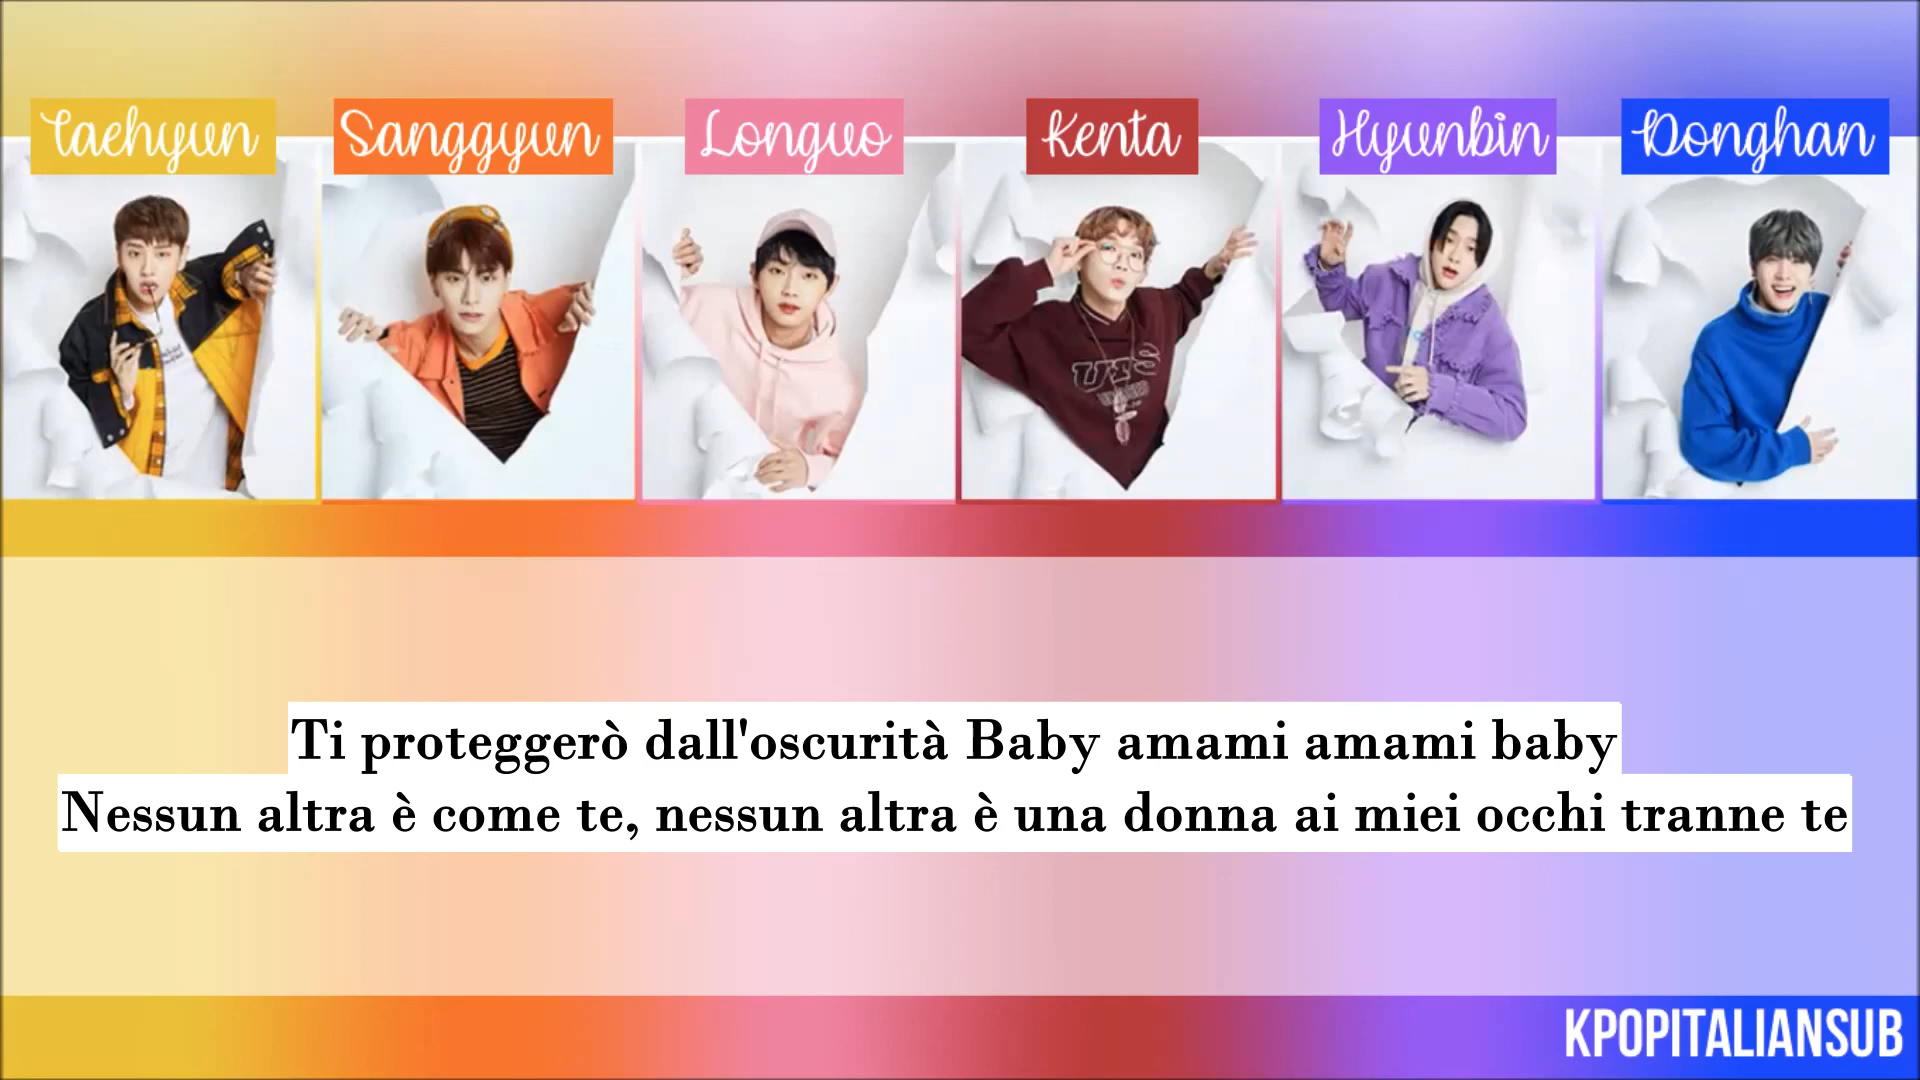 Taehyun
Sanggyun
Longuo
Kenta
Hyunbin
Donghan
Ti proteggerò dall'oscurità Baby amami amami baby
Nessun altra è come te, nessun altra è una donna ai miei occhi tranne te
KPOPITALIANSUB